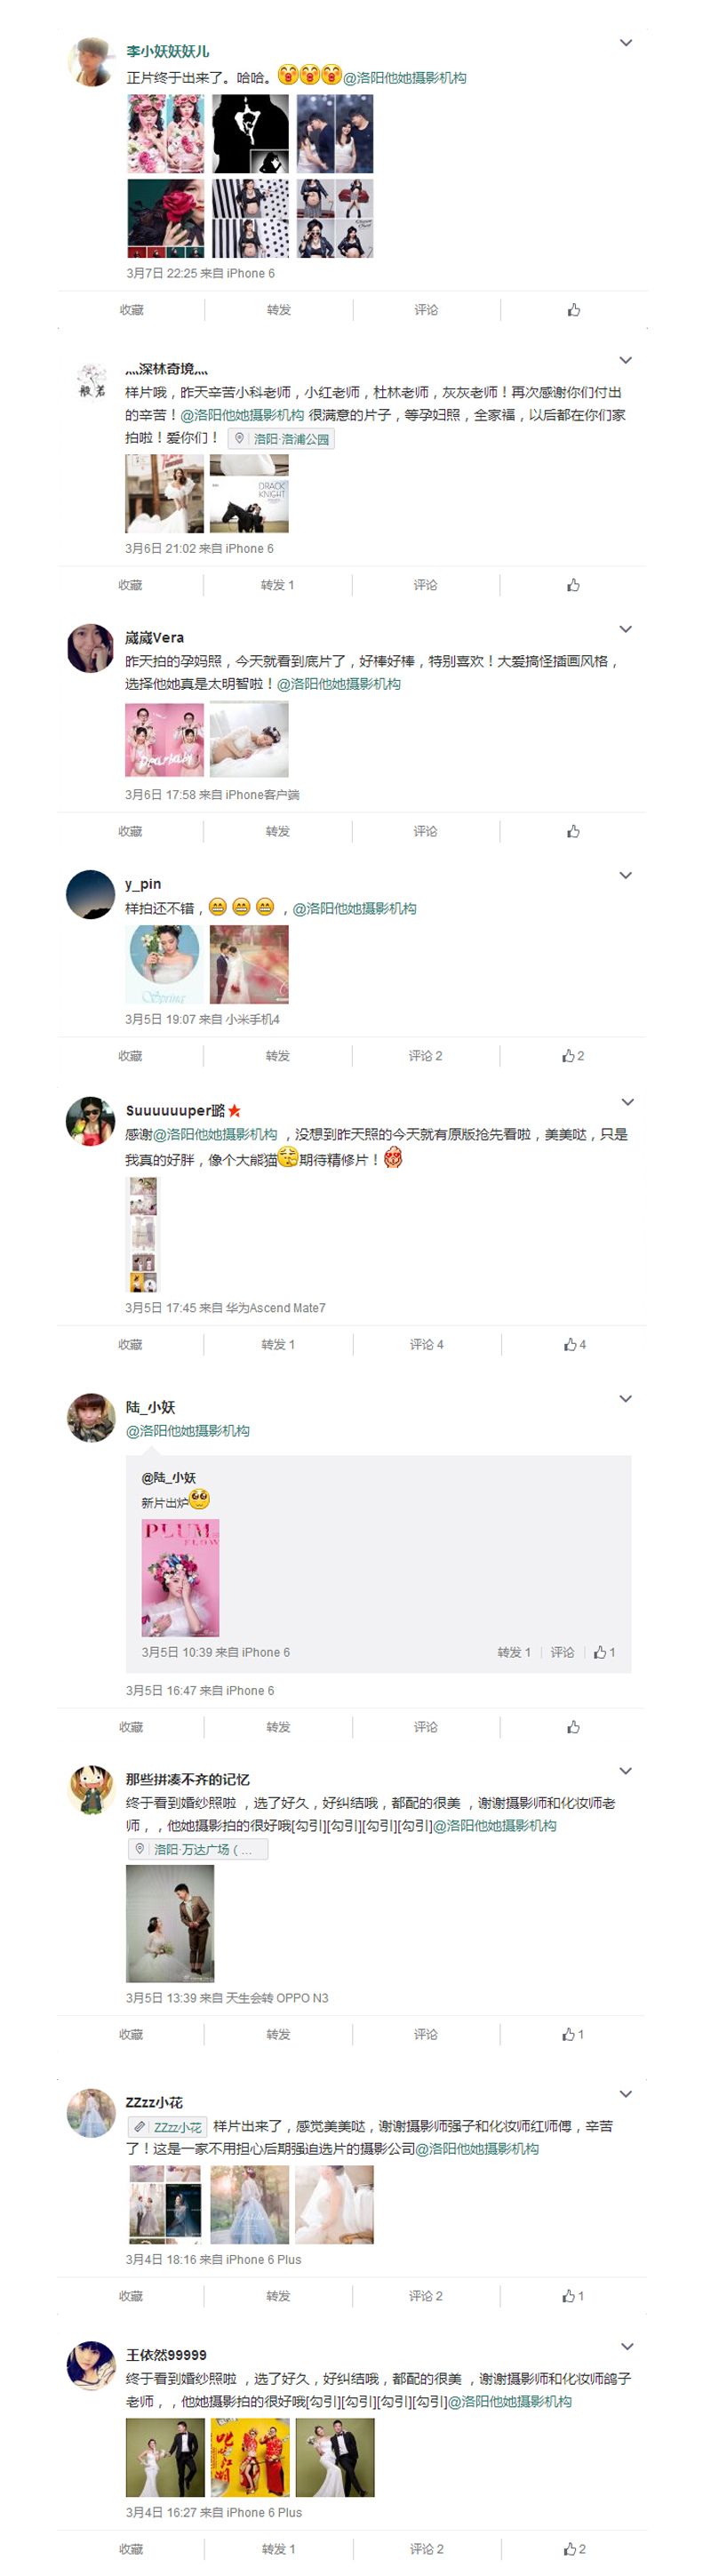 李小妖妖妖儿
正片终于出来了。哈哈。@洛阳他她摄影机构
3月7日 22:25 来自 iPhone 6
收藏 转发 评论
灬深林奇境灬
般若
样片哦，昨天辛苦小科老师，小红老师，杜林老师，灰灰老师！再次感谢你们付出
的辛苦！@洛阳他她摄影机构 很满意的片子，等孕妇照，全家福，以后都在你们家
拍啦！爱你们！ 洛阳·洛浦公园
DRACK
KNIGHT
3月6日 21:02 来自 iPhone 6
收藏 转发 1 评论
崴崴Vera
昨天拍的孕妈照，今天就看到底片了，好棒好棒，特别喜欢！大爱搞怪插画风格，
选择他她真是太明智啦！@洛阳他她摄影机构
3月6日 17:58 来自 iPhone客户端
收藏 转发 评论
y_pin
样拍还不错，，@洛阳他她摄影机构
Spring
3月5日 19:07 来自 小米手机4
收藏 转发 评论 2 2
Suuuuuuper璐
感谢@洛阳他她摄影机构 ，没想到昨天照的今天就有原版抢先看啦，美美哒，只是
我真的好胖，像个大熊猫期待精修片！
3月5日 17:45 来自 华为Ascend Mate7
收藏 转发 1 评论 4 4
陆_小妖
@洛阳他她摄影机构
@陆_小妖
新片出炉
PLUM
FLOW
3月5日 10:39 来自 iPhone 6 转发 1 评论 1
3月5日 16:47 来自 iPhone 6
收藏 转发 评论
那些拼凑不齐的记忆
终于看到婚纱照啦 ，选了好久，好纠结哦，都配的很美 ，谢谢摄影师和化妆师老
师，，他她摄影拍的很好哦[勾引][勾引][勾引][勾引]@洛阳他她摄影机构
洛阳·万达广场（...
3月5日 13:39 来自 天生会转 OPPO N3
收藏 转发 评论 1
ZZzz小花
ZZzz小花 样片出来了，感觉美美哒，谢谢摄影师强子和化妆师红师傅，辛苦
了！这是一家不用担心后期强迫选片的摄影公司@洛阳他她摄影机构
3月4日 18:16 来自 iPhone 6 Plus
收藏 转发 评论 2 1
王依然99999
终于看到婚纱照啦 ，选了好久，好纠结哦，都配的很美 ，谢谢摄影师和化妆师鸽子
老师，，他她摄影拍的很好哦[勾引][勾引][勾引][勾引]@洛阳他她摄影机构
叱咤江湖
3月4日 16:27 来自 iPhone 6 Plus
收藏 转发 1 评论 2 2